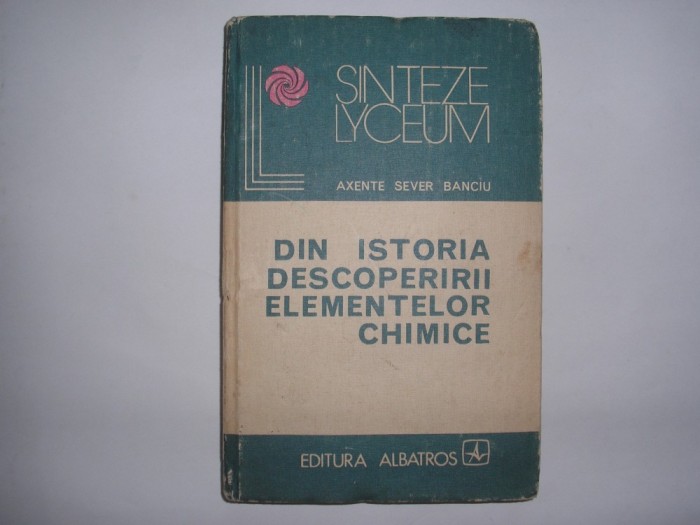 SINTEZE
LYCEUM
AXENTE SEVER BANCIU
DIN ISTORIA
DESCOPERIRII
ELEMENTELOR
CHIMICE
EDITURA ALBATROS